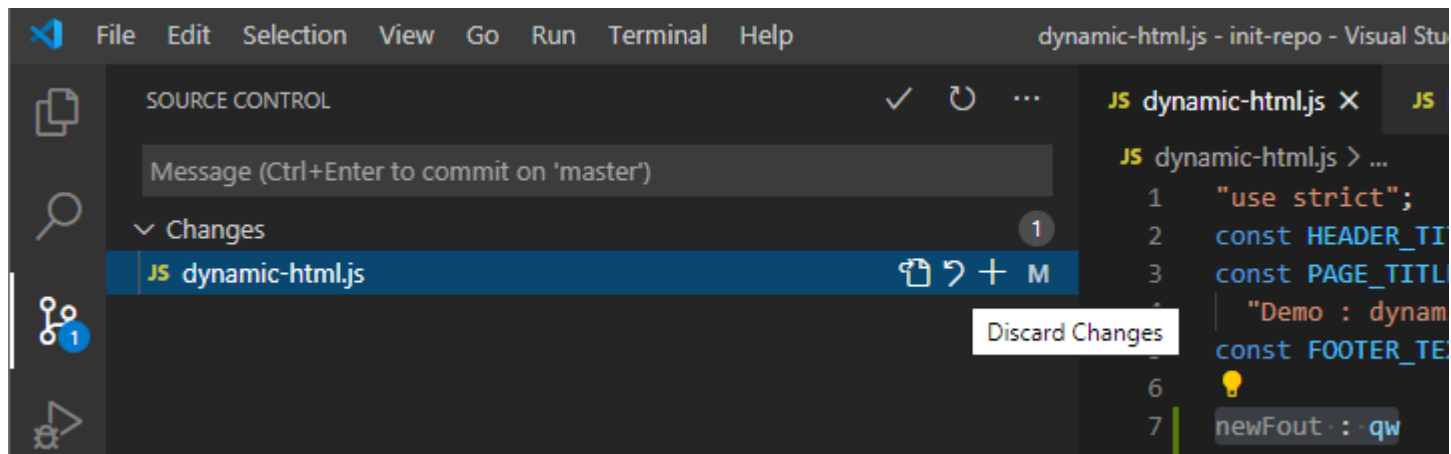 File Edit Selection View Go Run Terminal Help
dynamic-html.js - init-repo - Visual Stu
SOURCE CONTROL
Message (Ctrl+Enter to commit on 'master')
Changes 1
JS dynamic-html.js M
1
Discard Changes
JS dynamic-html.js JS
JS dynamic-html.js > ...
1 "use strict";
2 const HEADER_TIT
3 const PAGE_TITLE
"Demo : dynam
const FOOTER_TEX
6
7 newFout : qw